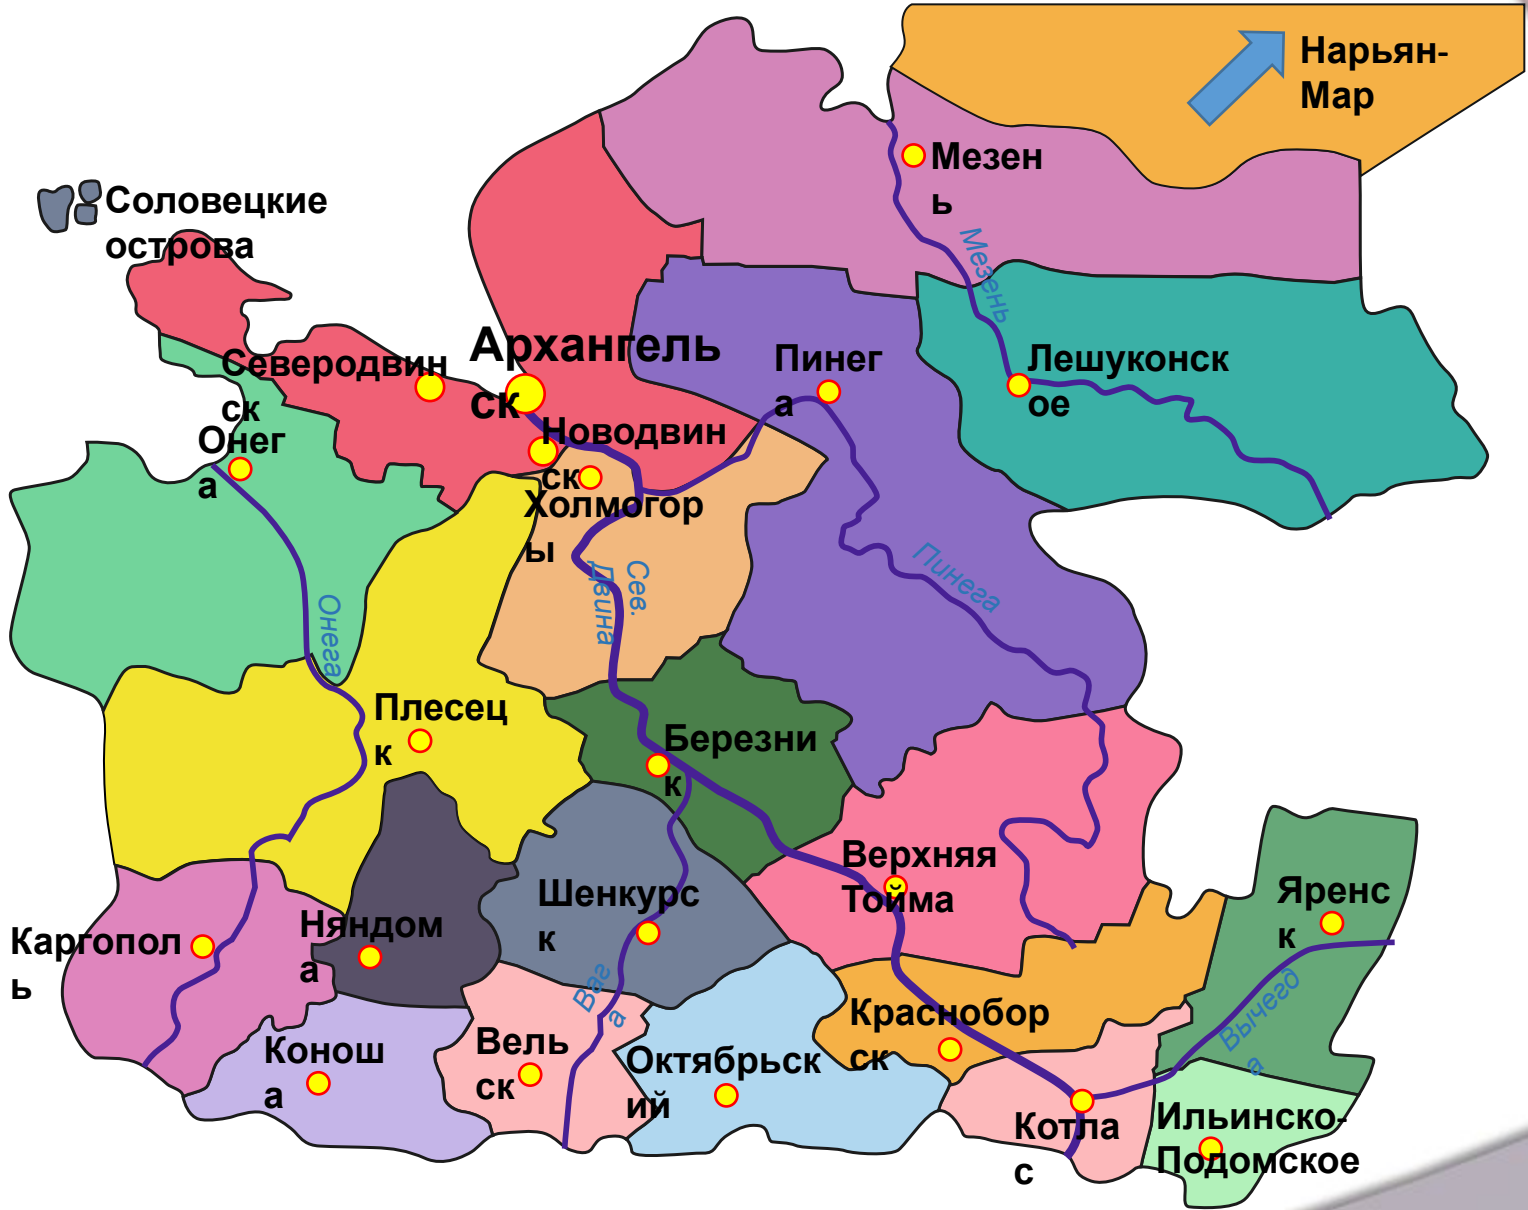 Нарьян-
Мар
Мезен
ь
Соловецкие
острова
Мезень
Архангель
ск
Северодвин
ск
Пинег
а
Лешуконск
ое
Новодвин
ск
Онег
а
Холмогор
ы
Сев.
Двина
Пинега
Онега
Плесец
к
Березни
к
Верхняя
Тойма
Шенкурс
к
Яренс
к
Каргопол
ь
Няндом
а
Ваг
а
Краснобор
ск
Вычегд
а
Конош
а
Вель
ск
Октябрьск
ий
Котла
с
Ильинско-
Подомское